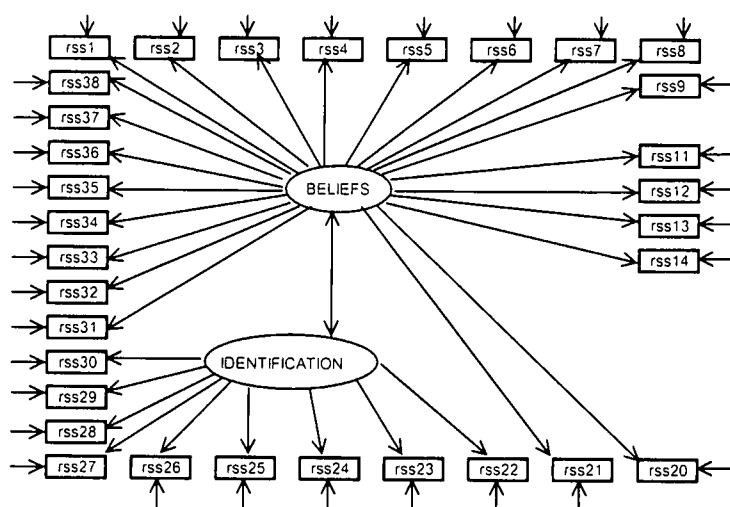 rss1 rss2 rss3 rss4 rss5 rss6 rss7 rss8
rss38 rss9
rss37
rss36 rss11
rss35 BELIEFS rss12
rss34 rss13
rss33 rss14
rss32
rss31
rss30 IDENTIFICATION
rss29
rss28
rss27 rss26 rss25 rss24 rss23 rss22 rss21 rss20